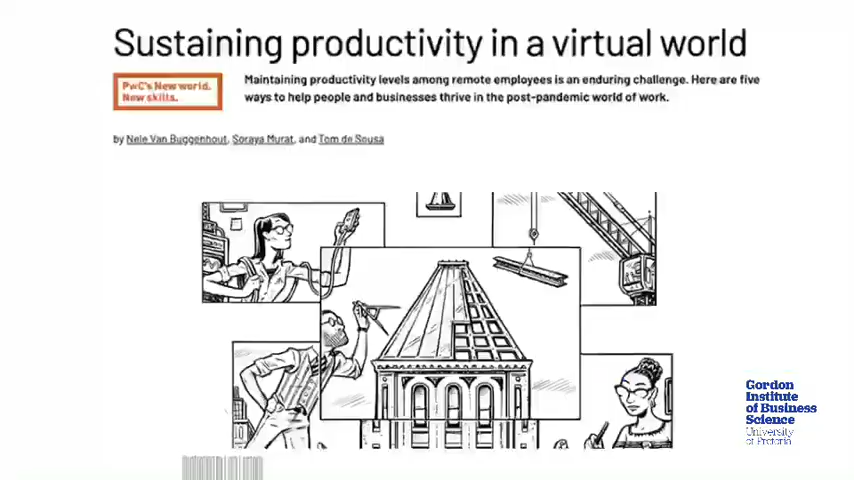 Sustaining productivity in a virtual world
PwC's New world.
New skills.
Maintaining productivity levels among remote employees is an enduring challenge. Here are five
ways to help people and businesses thrive in the post-pandemic world of work.
by Nele Van Buggenhout, Soraya Murat, and Tom de Sousa
Gordon
Institute
of Business
Science
University
of Pretoria